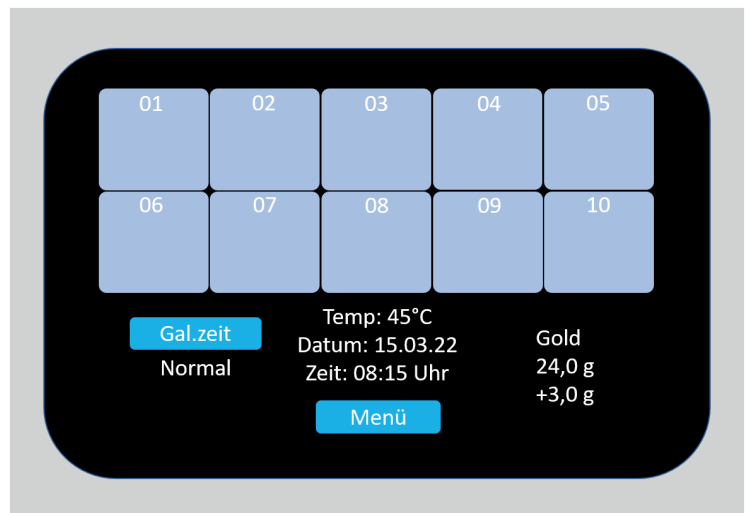 01 02 03 04 05
06 07 08 09 10
Gal.zeit
Normal
Temp: 45°C
Datum: 15.03.22
Zeit: 08:15 Uhr
Menü
Gold
24,0 g
+3,0 g